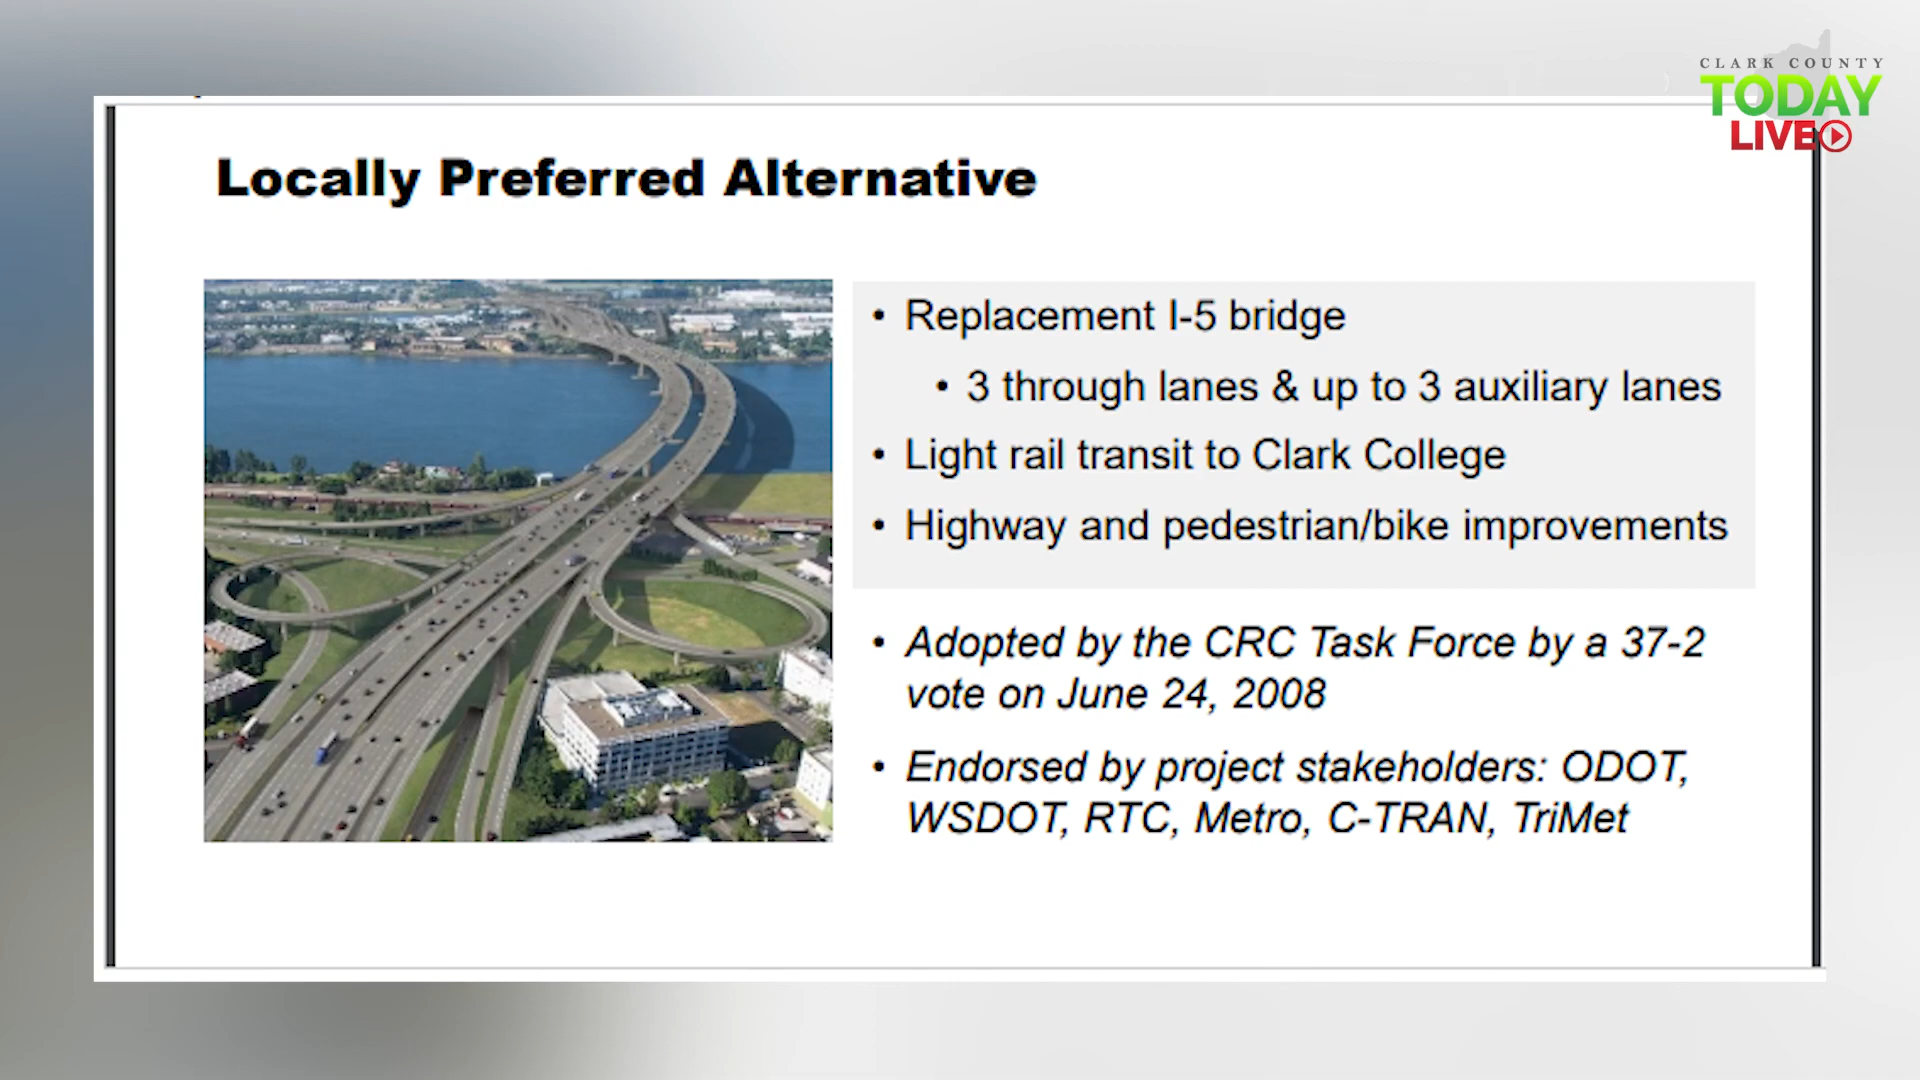 CLARK COUNTY
TODAY
LIVE
Locally Preferred Alternative
• Replacement I-5 bridge
• 3 through lanes & up to 3 auxiliary lanes
• Light rail transit to Clark College
• Highway and pedestrian/bike improvements
• Adopted by the CRC Task Force by a 37-2
vote on June 24, 2008
• Endorsed by project stakeholders: ODOT,
WSDOT, RTC, Metro, C-TRAN, TriMet